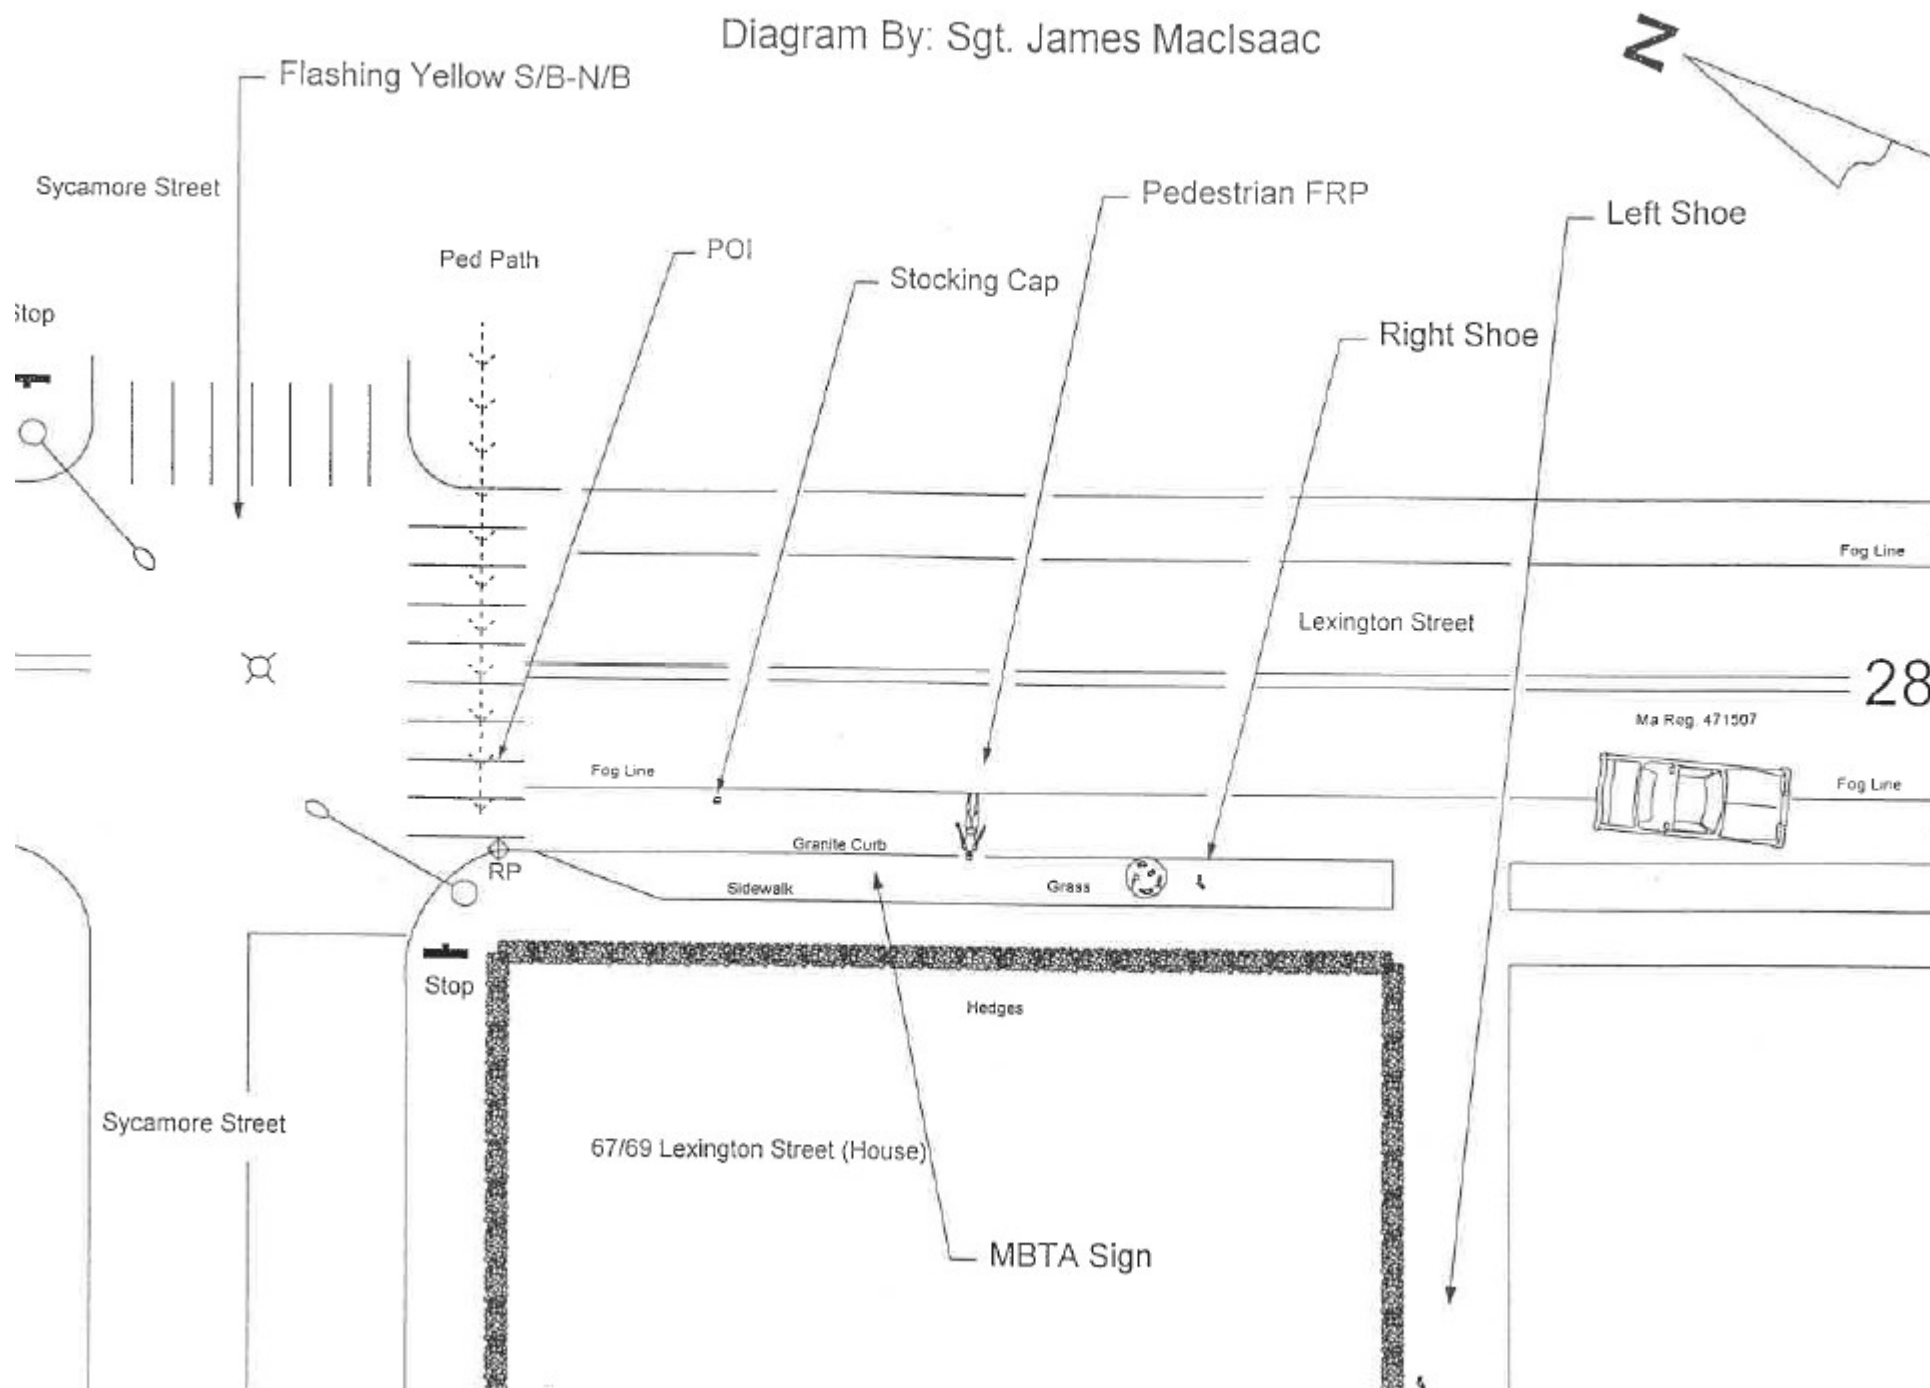 Diagram By: Sgt. James MacIsaac
N
Flashing Yellow S/B-N/B
Sycamore Street
Pedestrian FRP
Left Shoe
POI
Ped Path
Stocking Cap
Stop
Right Shoe
Fog Line
Lexington Street
28
Ma Reg. 471507
Fog Line
Fog Line
Granite Curb
RP
Sidewalk
Grass
Stop
Hedges
Sycamore Street
67/69 Lexington Street (House)
MBTA Sign